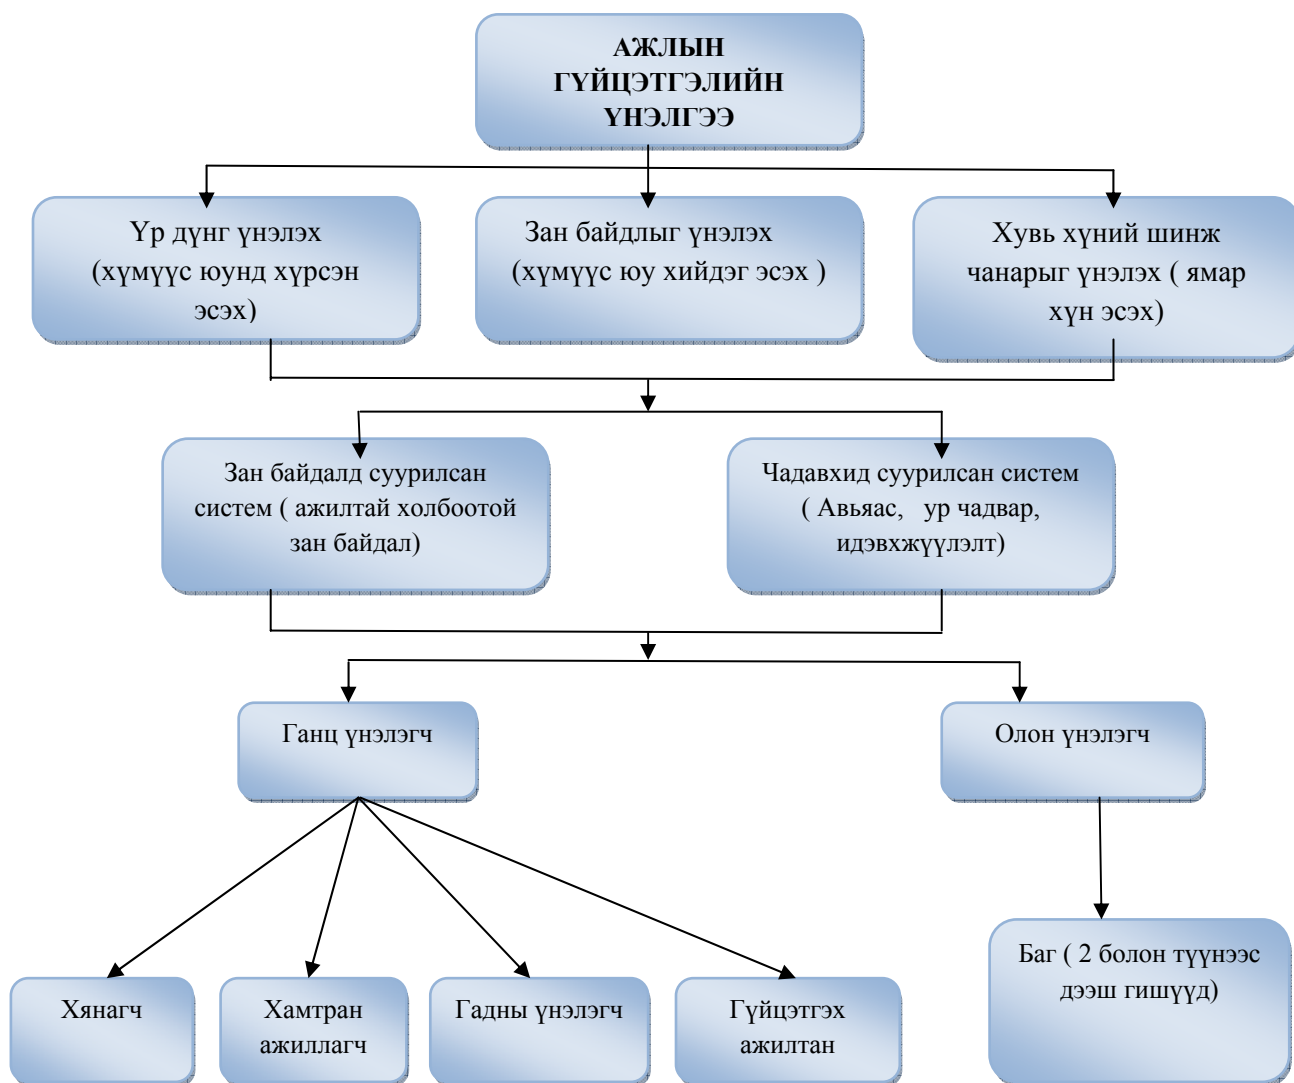 АЖЛЫН
ГҮЙЦЭТГЭЛИЙН
ҮНЭЛГЭЭ
Үр дүнг үнэлэх
(хүмүүс юунд хүрсэн
эсэх)
Зан байдлыг үнэлэх
(хүмүүс юу хийдэг эсэх )
Хувь хүний шинж
чанарыг үнэлэх ( ямар
хүн эсэх)
Зан байдалд суурилсан
систем ( ажилтай холбоотой
зан байдал)
Чадавхид суурилсан систем
( Авьяас, ур чадвар,
идэвхжүүлэлт)
Ганц үнэлэгч
Олон үнэлэгч
Хянагч
Хамтран
ажиллагч
Гадны үнэлэгч
Гүйцэтгэх
ажилтан
Баг ( 2 болон түүнээс
дээш гишүүд)